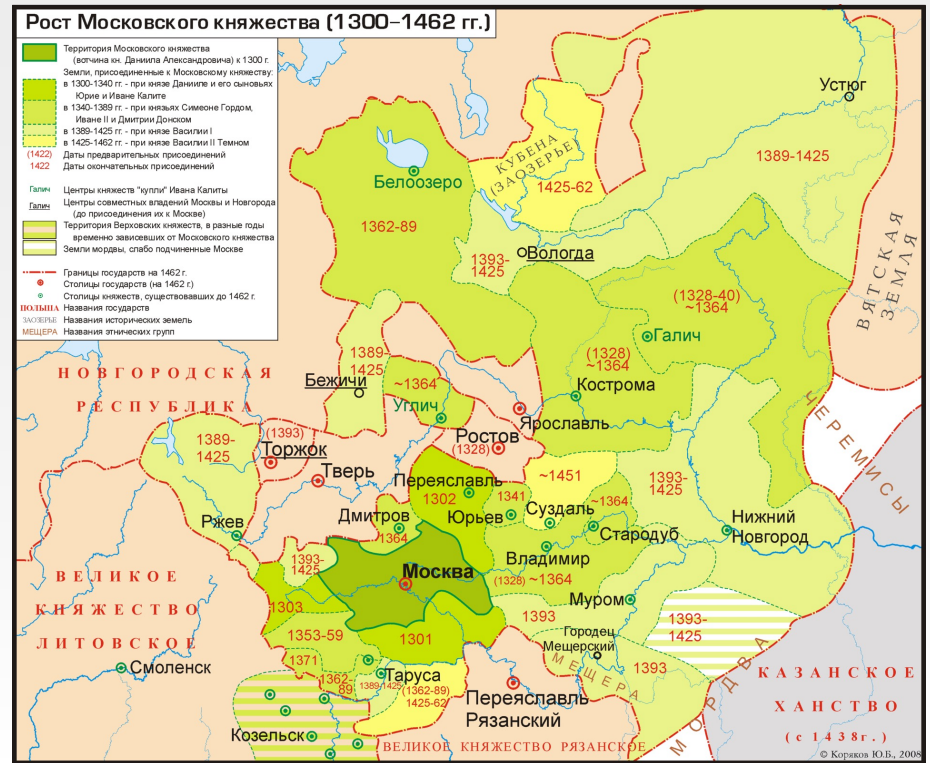 Рост Московского княжества (1300–1462 гг.)
Территория Московского княжества
(вотчина кн. Даниила Александровича) к 1300 г.
Земли, присоединенные к Московскому княжеству:
в 1300-1340 гг. - при князе Данииле и его сыновьях
Юрие и Иване Калите
в 1340-1389 гг. - при князьях Симеоне Гордом,
Иване II и Дмитрии Донском
в 1389-1425 гг. - при князе Василии I
в 1425-1462 гг. - при князе Василии II Темном
(1422) Даты предварительных присоединений
1422 Даты окончательных присоединений
Галич Центры княжеств "купли" Ивана Калиты
Галич Центры совместных владений Москвы и Новгорода
(до присоединения их к Москве)
Территория Верховских княжеств, в разные годы
временно зависевших от Московского княжества
Земли мордвы, слабо подчиненные Москве
Границы государств на 1462 г.
Столицы государств (на 1462 г.)
Столицы княжеств, существовавших до 1462 г.
ПОЛЬША Названия государств
ЗАОЗЕРЬЕ Названия исторических земель
МЕЩЕРА Названия этнических групп
Устюг
1389-1425
КУБЕНА
(ЗАОЗЕРЬЕ)
1425-62
Белоозеро
1362-89
Вологда
1393-
1425
ВЯТСКАЯ
ЗЕМЛЯ
(1328-40)
~1364
Галич
(1328)
~1364
Кострома
1389-
1425
Бежичи
~1364
Углич
Ярославль
НОВГОРОДСКАЯ
РЕСПУБЛИКА
ЧЕРЕМИСЫ
1389-
1425
(1393)
Торжок
Ростов
(1328)
Тверь
Переяславль
1302
1341
Юрьев
~1451
Суздаль
~1364
Стародуб
1393-
1425
Нижний
Новгород
Ржев
Дмитров
1364
Владимир
(1328) ~1364
Москва
1393-
1425
Муром
ВЕЛИКОЕ
КНЯЖЕСТВО
ЛИТОВСКОЕ
1303
1301
1393
1393-
1425
Городец
Мещерский
МЕЩЕРА
1393
1353-59
1371
1362-
89
1389-1425
Таруса
(1362-89)
1425-62
Смоленск
Переяславль
Рязанский
МОРДВА
КАЗАНСКОЕ
ХАНСТВО
(с 1438г.)
Козельск
ВЕЛИКОЕ КНЯЖЕСТВО РЯЗАНСКОЕ
© Коряков Ю.Б., 2008